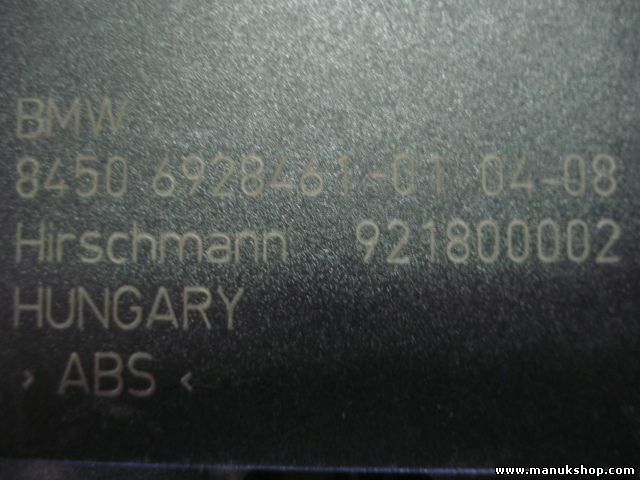 BMW
8450 6928461-01 04-08
Hirschmann 921800002
HUNGARY
› ABS ‹
www.manukshop.com